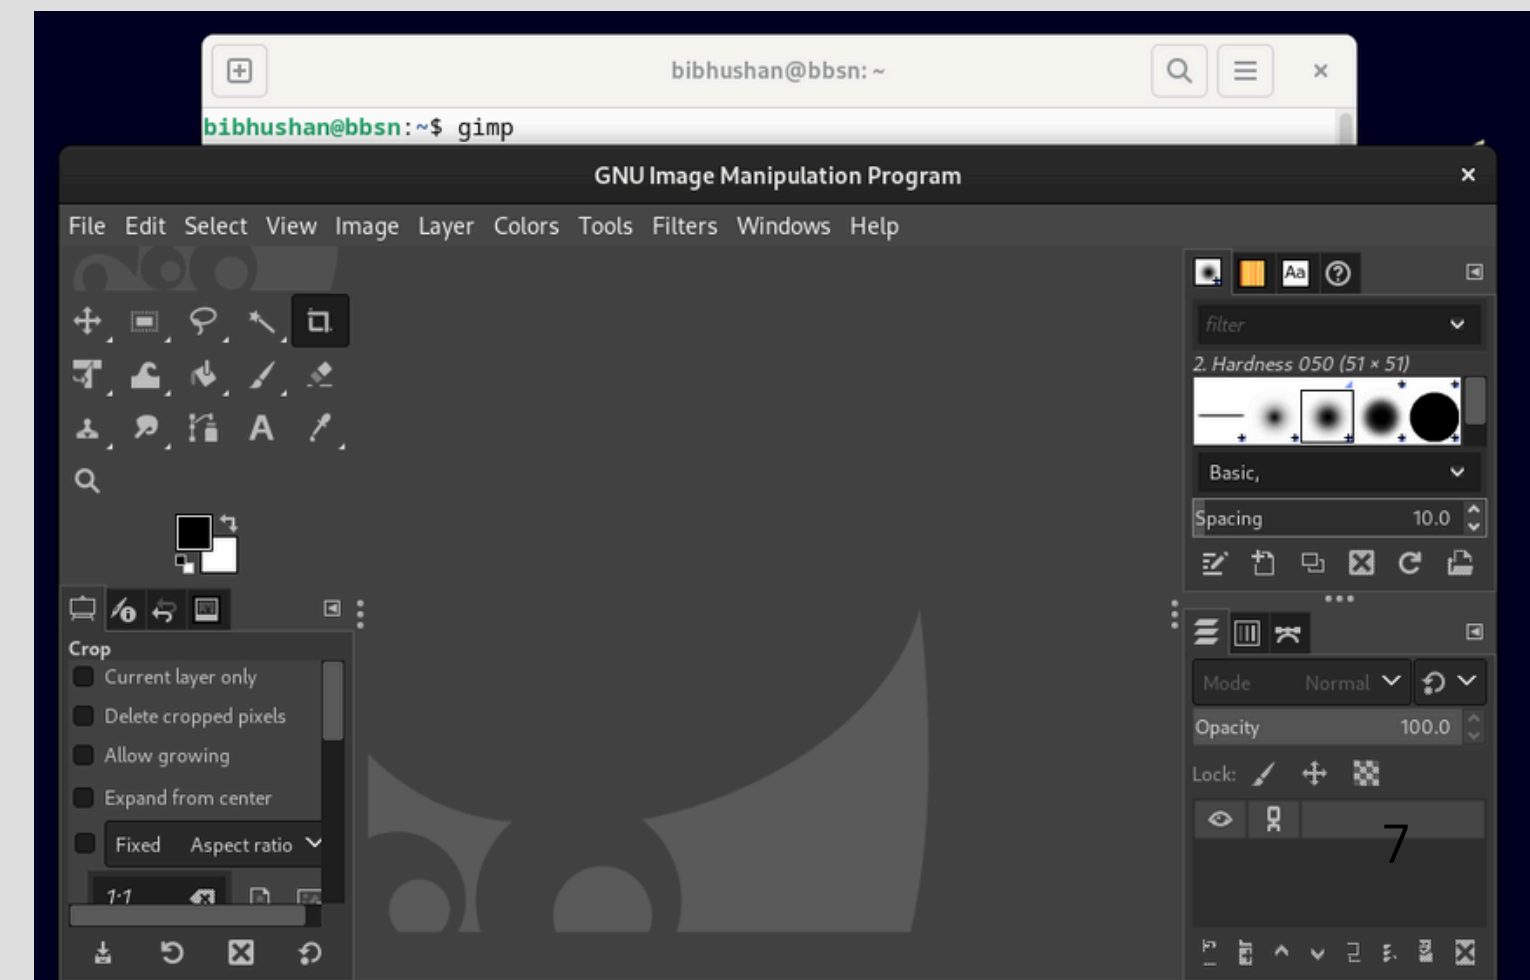 bibhushan@bbsn: ~
bibhushan@bbsn:~$ gimp
GNU Image Manipulation Program
File Edit Select View Image Layer Colors Tools Filters Windows Help
Aa
filter
2. Hardness 050 (51 × 51)
Basic,
Spacing 10.0
Crop
Current layer only
Delete cropped pixels
Allow growing
Expand from center
Fixed Aspect ratio
1:1
Mode Normal
Opacity 100.0
Lock:
7